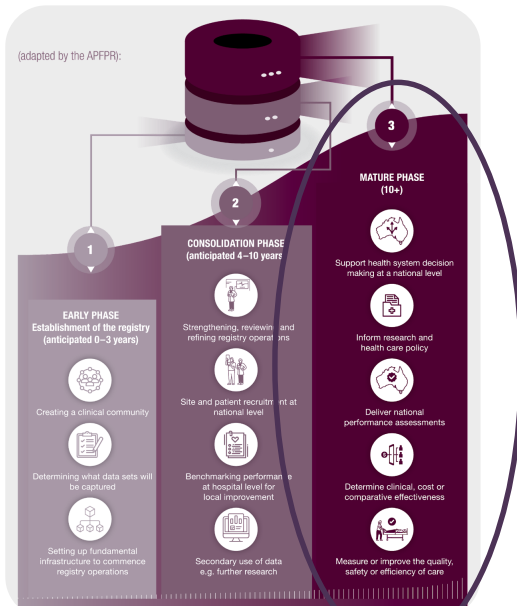 (adapted by the APFPR):
1
EARLY PHASE
Establishment of the registry
(anticipated 0–3 years)
Creating a clinical community
Determining what data sets will
be captured
Setting up fundamental
infrastructure to commence
registry operations
2
CONSOLIDATION PHASE
(anticipated 4–10 years)
Strengthening, reviewing and
refining registry operations
Site and patient recruitment at
national level
Benchmarking performance
at hospital level for
local improvement
Secondary use of data
e.g. further research
3
MATURE PHASE
(10+)
Support health system decision
making at a national level
Inform research and
health care policy
Deliver national
performance assessments
Determine clinical, cost or
comparative effectiveness
Measure or improve the quality,
safety or efficiency of care